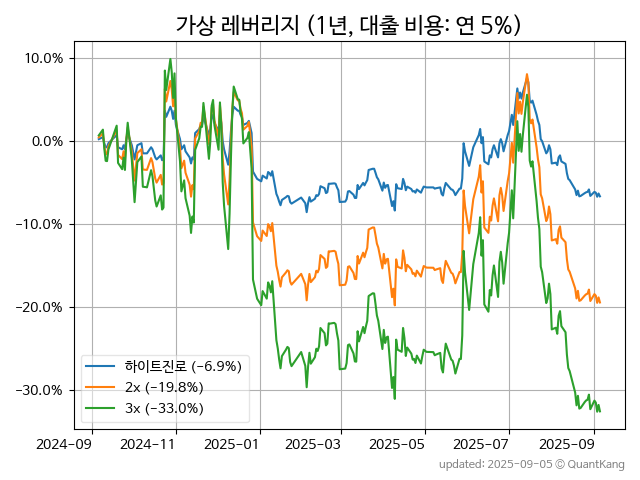 가상 레버리지 (1년, 대출 비용: 연 5%)
10.0%
0.0%
−10.0%
−20.0%
−30.0%
하이트진로 (−6.9%)
2x (−19.8%)
3x (−33.0%)
2024-09 2024-11 2025-01 2025-03 2025-05 2025-07 2025-09
updated: 2025-09-05 © QuantKang